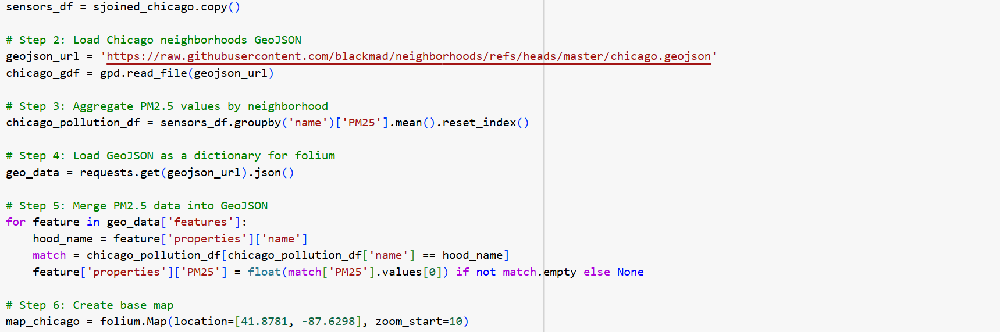 sensors_df = sjoined_chicago.copy()
# Step 2: Load Chicago neighborhoods GeoJSON
geojson_url = 'https://raw.githubusercontent.com/blackmad/neighborhoods/refs/heads/master/chicago.geojson'
chicago_gdf = gpd.read_file(geojson_url)
# Step 3: Aggregate PM2.5 values by neighborhood
chicago_pollution_df = sensors_df.groupby('name')['PM25'].mean().reset_index()
# Step 4: Load GeoJSON as a dictionary for folium
geo_data = requests.get(geojson_url).json()
# Step 5: Merge PM2.5 data into GeoJSON
for feature in geo_data['features']:
    hood_name = feature['properties']['name']
    match = chicago_pollution_df[chicago_pollution_df['name'] == hood_name]
    feature['properties']['PM25'] = float(match['PM25'].values[0]) if not match.empty else None
# Step 6: Create base map
map_chicago = folium.Map(location=[41.8781, -87.6298], zoom_start=10)